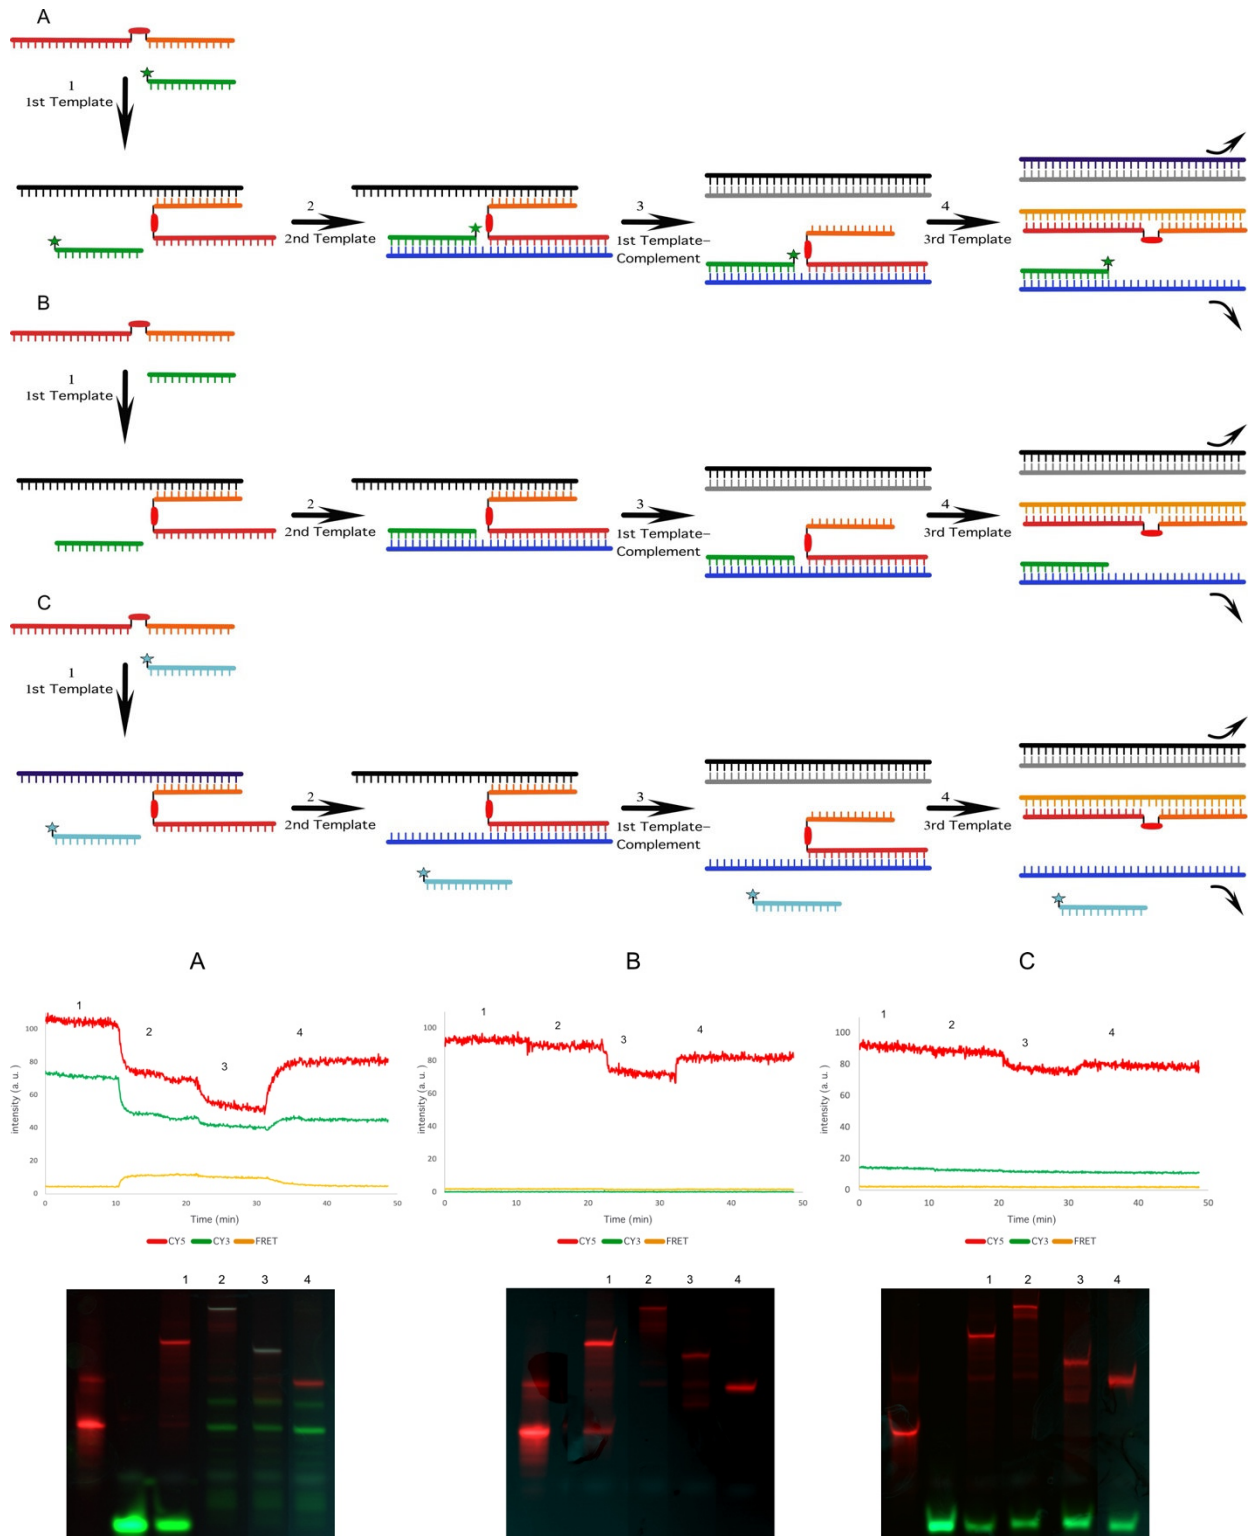 A
1
1st Template
2
2nd Template
3
1st Template-
Complement
4
3rd Template
B
1
1st Template
2
2nd Template
3
1st Template-
Complement
4
3rd Template
C
1
1st Template
2
2nd Template
3
1st Template-
Complement
4
3rd Template
A
1
2
3
4
intensity (a. u. )
100
80
60
40
20
0
0 10 20 30 40 50
Time (min)
CY5 CY3 FRET
B
1
2
3
4
intensity (a. u. )
100
80
60
40
20
0
0 10 20 30 40 50
Time (min)
CY5 CY3 FRET
C
1
2
3
4
intensity (a. u. )
100
80
60
40
20
0
0 10 20 30 40 50
Time (min)
CY5 CY3 FRET
1 2 3 4
1 2 3 4
1 2 3 4